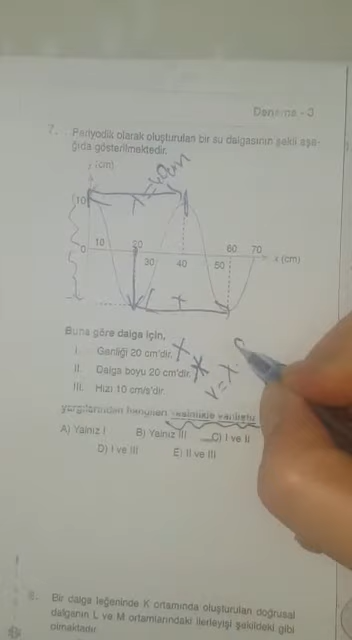 Deneme - 3
7. Periyodik olarak oluşturulan bir su dalgasının şekli aşa-
ğıda gösterilmektedir.
y (cm)
λ=40cm
10
0
10 20 30 40 50 60 70 x (cm)
λ
Buna göre dalga için,
I. Genliği 20 cm'dir.
II. Dalga boyu 20 cm'dir.
III. Hızı 10 cm/s'dir.
v=λ.
yargılarından hangileri kesinlikle yanlıştır
A) Yalnız I B) Yalnız III C) I ve II
D) I ve III E) II ve III
8. Bir dalga leğeninde K ortamında oluşturulan doğrusal
dalganın L ve M ortamlarındaki ilerleyişi şekildeki gibi
olmaktadır.